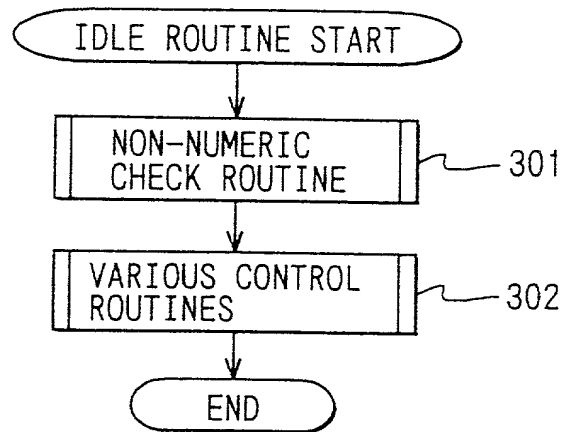 IDLE ROUTINE START
NON-NUMERIC
CHECK ROUTINE
301
VARIOUS CONTROL
ROUTINES
302
END